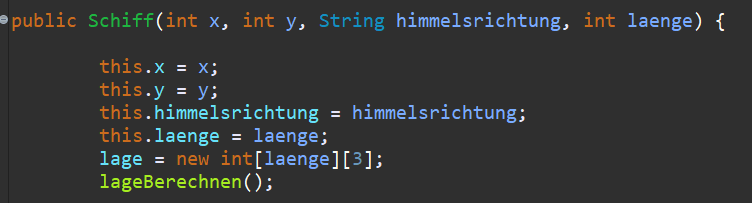 public Schiff(int x, int y, String himmelsrichtung, int laenge) {
this.x = x;
this.y = y;
this.himmelsrichtung = himmelsrichtung;
this.laenge = laenge;
lage = new int[laenge][3];
lageBerechnen();